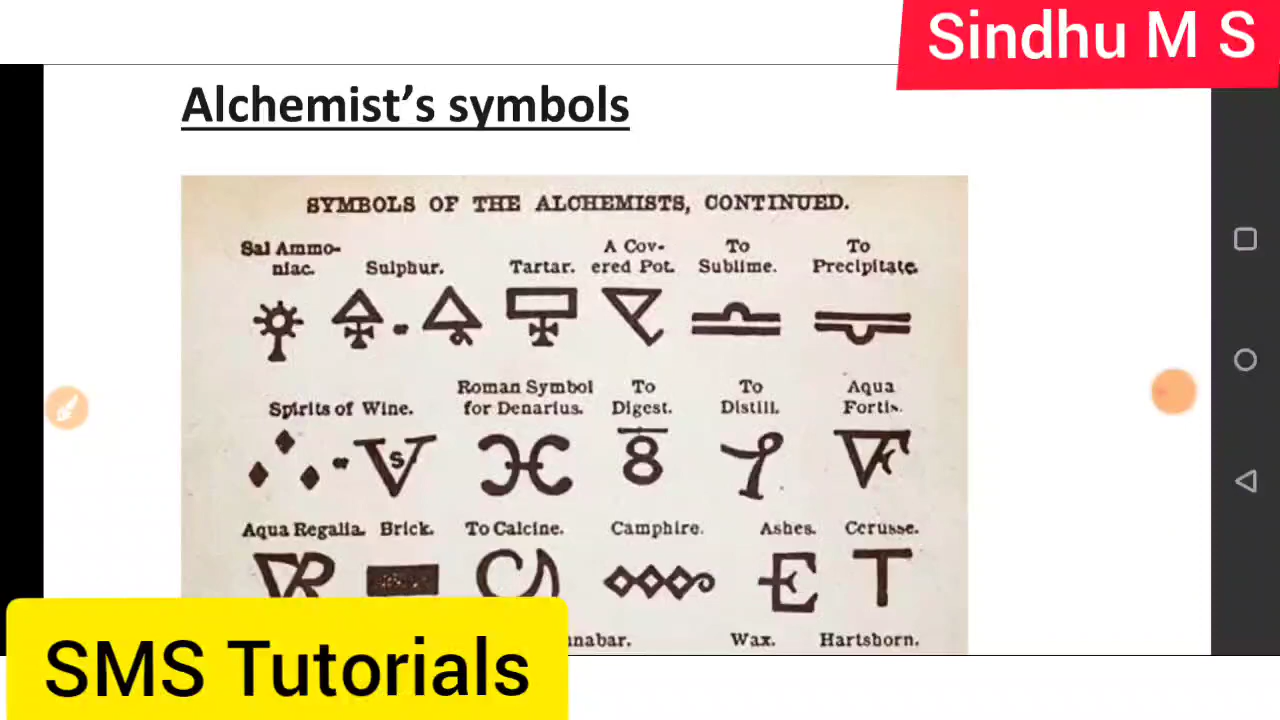 Sindhu M S
Alchemist's symbols
SYMBOLS OF THE ALCHEMISTS, CONTINUED.
Sal Ammo-
niac.
Sulphur.
Tartar.
A Cov-
ered Pot.
To
Sublime.
To
Precipitate.
Spirits of Wine.
Roman Symbol
for Denarius.
To
Digest.
To
Distill.
Aqua
Fortis.
Aqua Regalia.
Brick.
To Calcine.
Camphire.
Ashes.
Cerusse.
Wax.
Hartshorn.
SMS Tutorials